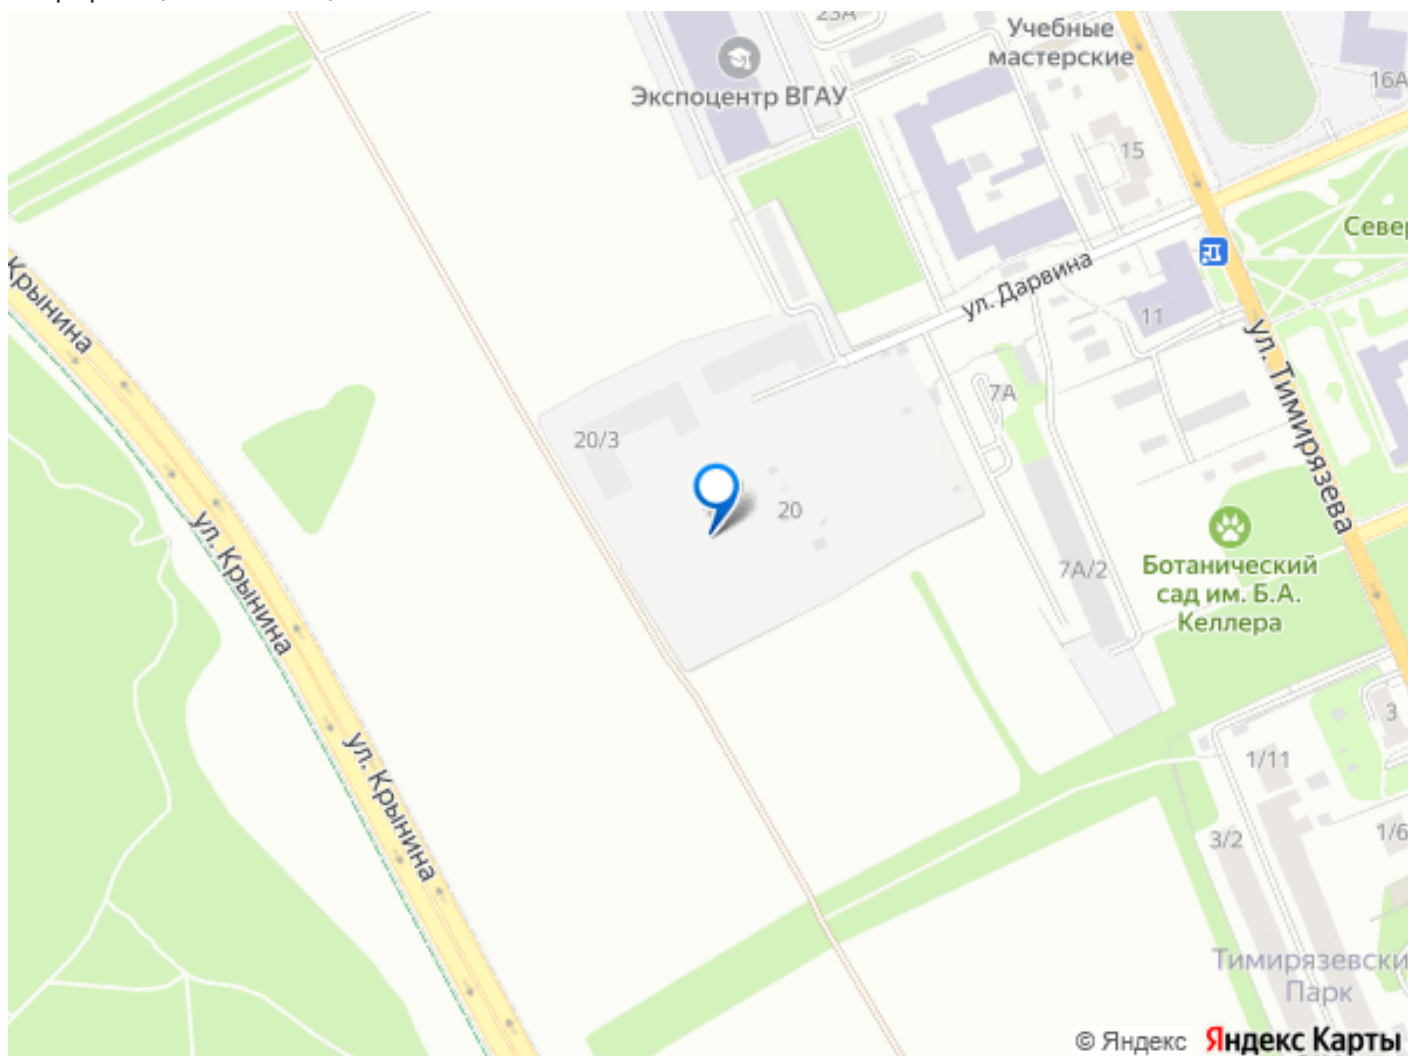 23А
Учебные
мастерские
Экспоцентр ВГАУ
16А
15
Север
ул. Дарвина
11
Крынина
ул. Тимирязева
7А
20/3
20
ул. Крынина
7А/2
Ботанический
сад им. Б.А.
Келлера
3
1/11
ул. Крынина
3/2
1/6
Тимирязевски
Парк
© Яндекс Яндекс Карты